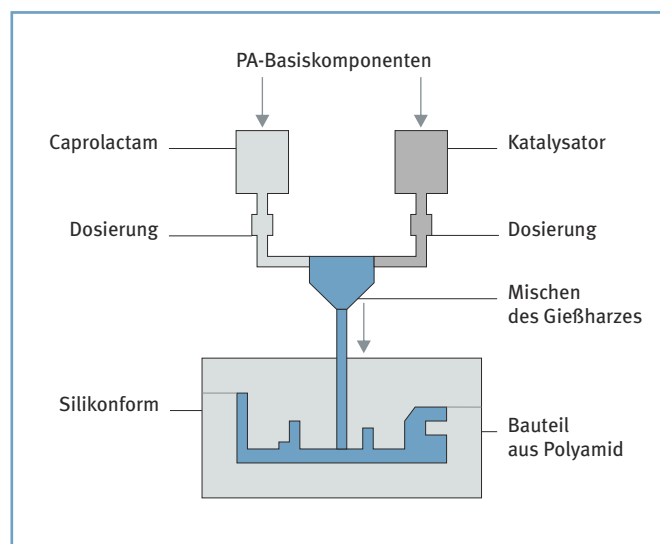 PA-Basiskomponenten
Caprolactam
Katalysator
Dosierung
Dosierung
Mischen
des Gießharzes
Silikonform
Bauteil
aus Polyamid